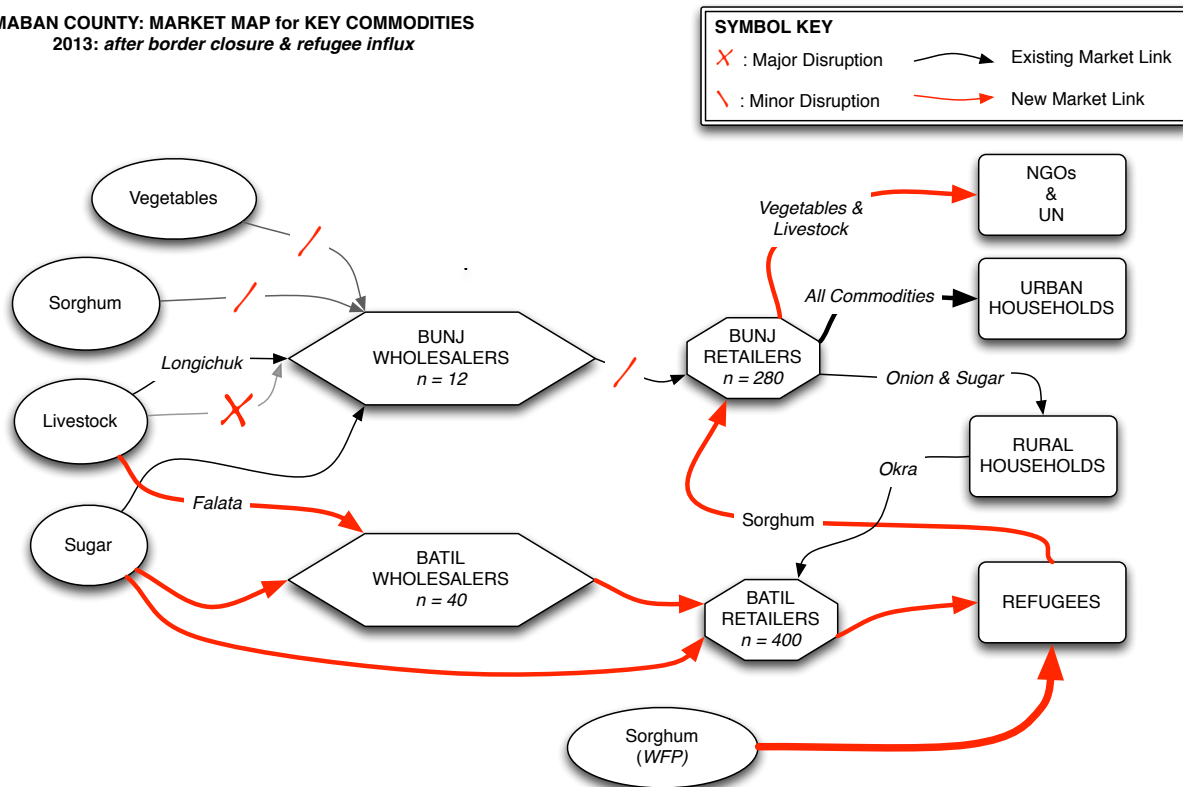 MABAN COUNTY: MARKET MAP for KEY COMMODITIES
2013: after border closure & refugee influx
SYMBOL KEY
X : Major Disruption
Existing Market Link
\ : Minor Disruption
New Market Link
Vegetables
Sorghum
Livestock
Sugar
Longichuk
Falata
BUNJ
WHOLESALERS
n = 12
BATIL
WHOLESALERS
n = 40
BUNJ
RETAILERS
n = 280
BATIL
RETAILERS
n = 400
Vegetables &
Livestock
All Commodities
Onion & Sugar
Okra
Sorghum
NGOs
&
UN
URBAN
HOUSEHOLDS
RURAL
HOUSEHOLDS
REFUGEES
Sorghum
(WFP)